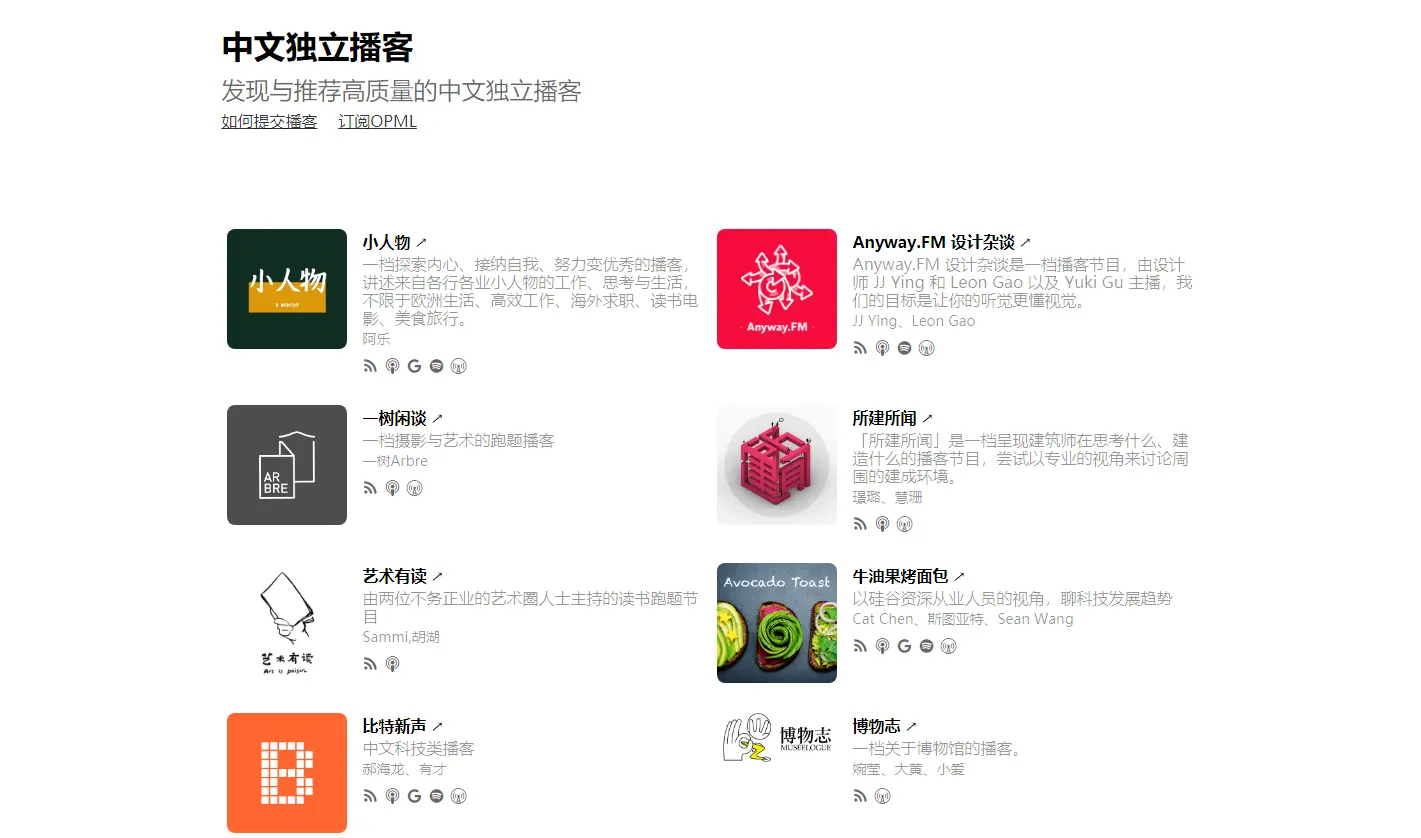 中文独立播客
发现与推荐高质量的中文独立播客
如何提交播客 订阅OPML
小人物
小人物 ↗
一档探索内心、接纳自我、努力变优秀的播客，
讲述来自各行各业小人物的工作、思考与生活，
不限于欧洲生活、高效工作、海外求职、读书电
影、美食旅行。
阿乐
Anyway.FM
Anyway.FM 设计杂谈 ↗
Anyway.FM 设计杂谈是一档播客节目，由设计
师 JJ Ying 和 Leon Gao 以及 Yuki Gu 主播，我
们的目标是让你的听觉更懂视觉。
JJ Ying、Leon Gao
AR
BRE
一树闲谈 ↗
一档摄影与艺术的跑题播客
一树Arbre
所建所闻 ↗
「所建所闻」是一档呈现建筑师在思考什么、建
造什么的播客节目，尝试以专业的视角来讨论周
围的建成环境。
璟璐、慧珊
艺术有读
Art is poison
艺术有读 ↗
由两位不务正业的艺术圈人士主持的读书跑题节
目
Sammi,胡湖
Avocado Toast
牛油果烤面包 ↗
以硅谷资深从业人员的视角，聊科技发展趋势
Cat Chen、斯图亚特、Sean Wang
B
比特新声 ↗
中文科技类播客
郝海龙、有才
博物志
MUSEELOGUE
博物志 ↗
一档关于博物馆的播客。
婉莹、大黄、小爱